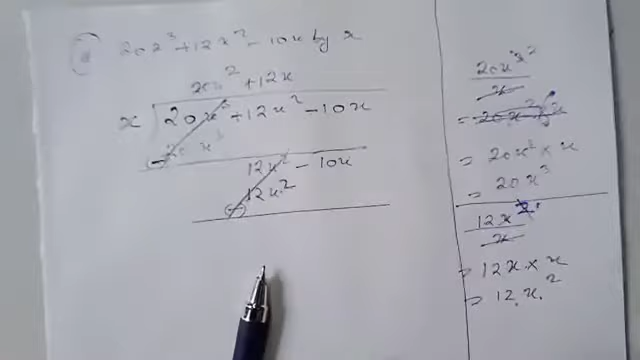 20x³ + 12x² - 10x by x
20x² + 12x
x 20x³ + 12x² - 10x
- 20x³
12x² - 10x
12x²
-
20x³
x
= 20x² × x
= 20x³
12x²
x
= 12x × x
= 12x²